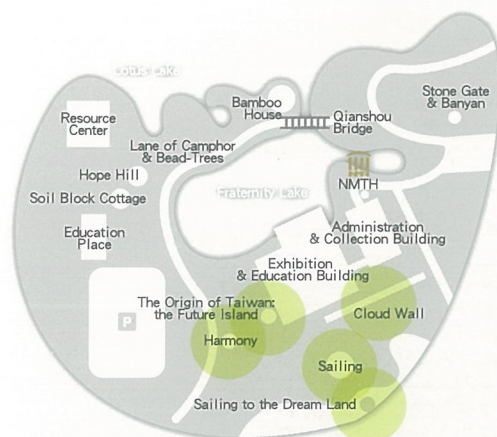 Lotus Lake
Resource
Center
Bamboo
House
Qianshou
Bridge
Stone Gate
& Banyan
Lane of Camphor
& Bead-Trees
Hope Hill
Soil Block Cottage
NMTH
Fraternity Lake
Education
Place
Administration
& Collection Building
Exhibition
& Education Building
The Origin of Taiwan:
the Future Island
Cloud Wall
P
Harmony
Sailing
Sailing to the Dream Land